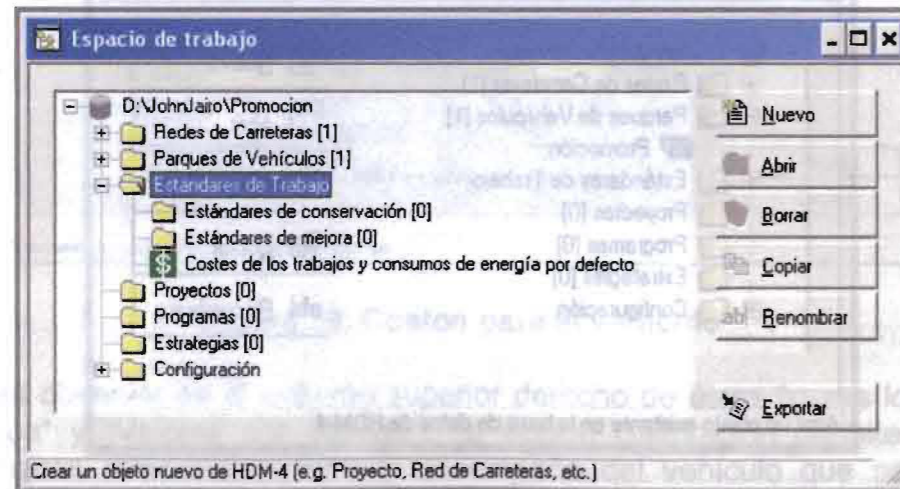 Espacio de trabajo
D:\JohnJairo\Promocion
Redes de Carreteras [1]
Parques de Vehículos [1]
Estándares de Trabajo
Estándares de conservación [0]
Estándares de mejora [0]
$ Costes de los trabajos y consumos de energía por defecto
Proyectos [0]
Programas [0]
Estrategias [0]
Configuración
Nuevo
Abrir
Borrar
Copiar
abl Renombrar
Exportar
Crear un objeto nuevo de HDM-4 (e.g. Proyecto, Red de Carreteras, etc.)